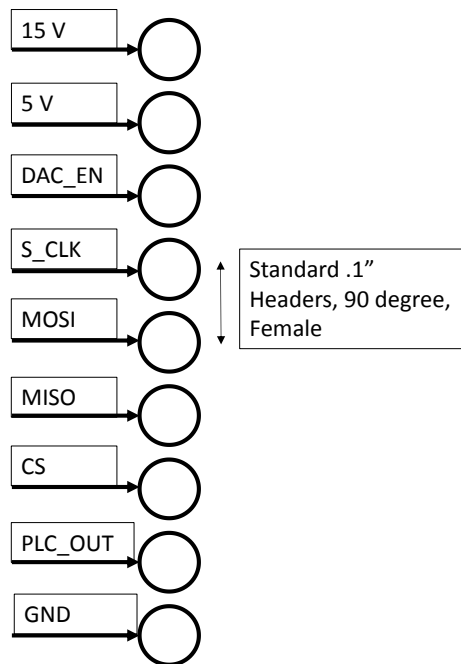 15 V
5 V
DAC_EN
S_CLK
MOSI
MISO
CS
PLC_OUT
GND
Standard .1”
Headers, 90 degree,
Female